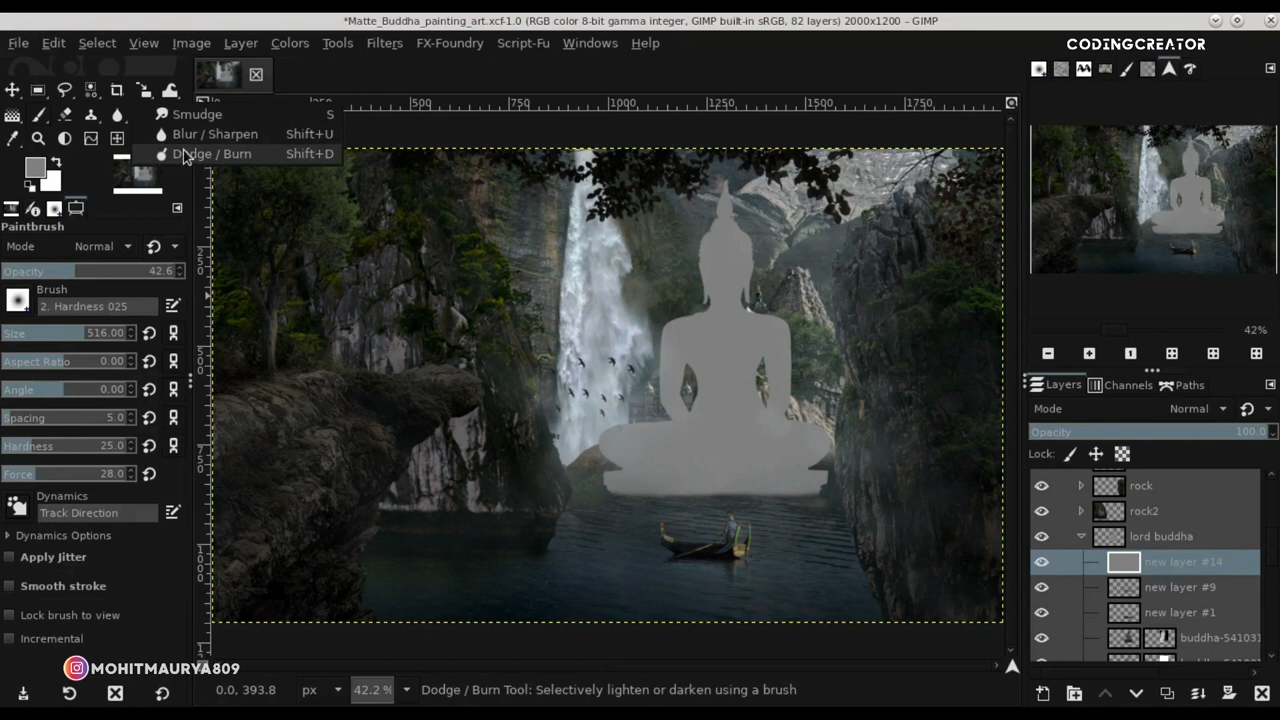 *Matte_Buddha_painting_art.xcf-1.0 (RGB color 8-bit gamma integer, GIMP built-in sRGB, 82 layers) 2000x1200 – GIMP
File Edit Select View Image Layer Colors Tools Filters FX-Foundry Script-Fu Windows Help
CODINGCREATOR
500 750 1000 1250 1500 1750
Smudge S
Blur / Sharpen Shift+U
Dodge / Burn Shift+D
Paintbrush
Mode Normal
Opacity 42.6
Brush
2. Hardness 025
Size 516.00
Aspect Ratio 0.00
Angle 0.00
Spacing 5.0
Hardness 25.0
Force 28.0
Dynamics
Track Direction
Dynamics Options
Apply Jitter
Smooth stroke
Lock brush to view
Incremental
MOHITMAURYA809
250
500
750
1000
0.0, 393.8 px 42.2 % Dodge / Burn Tool: Selectively lighten or darken using a brush
42%
Layers Channels Paths
Mode Normal
Opacity 100.0
Lock:
rock
rock2
lord buddha
new layer #14
new layer #9
new layer #1
buddha-541031